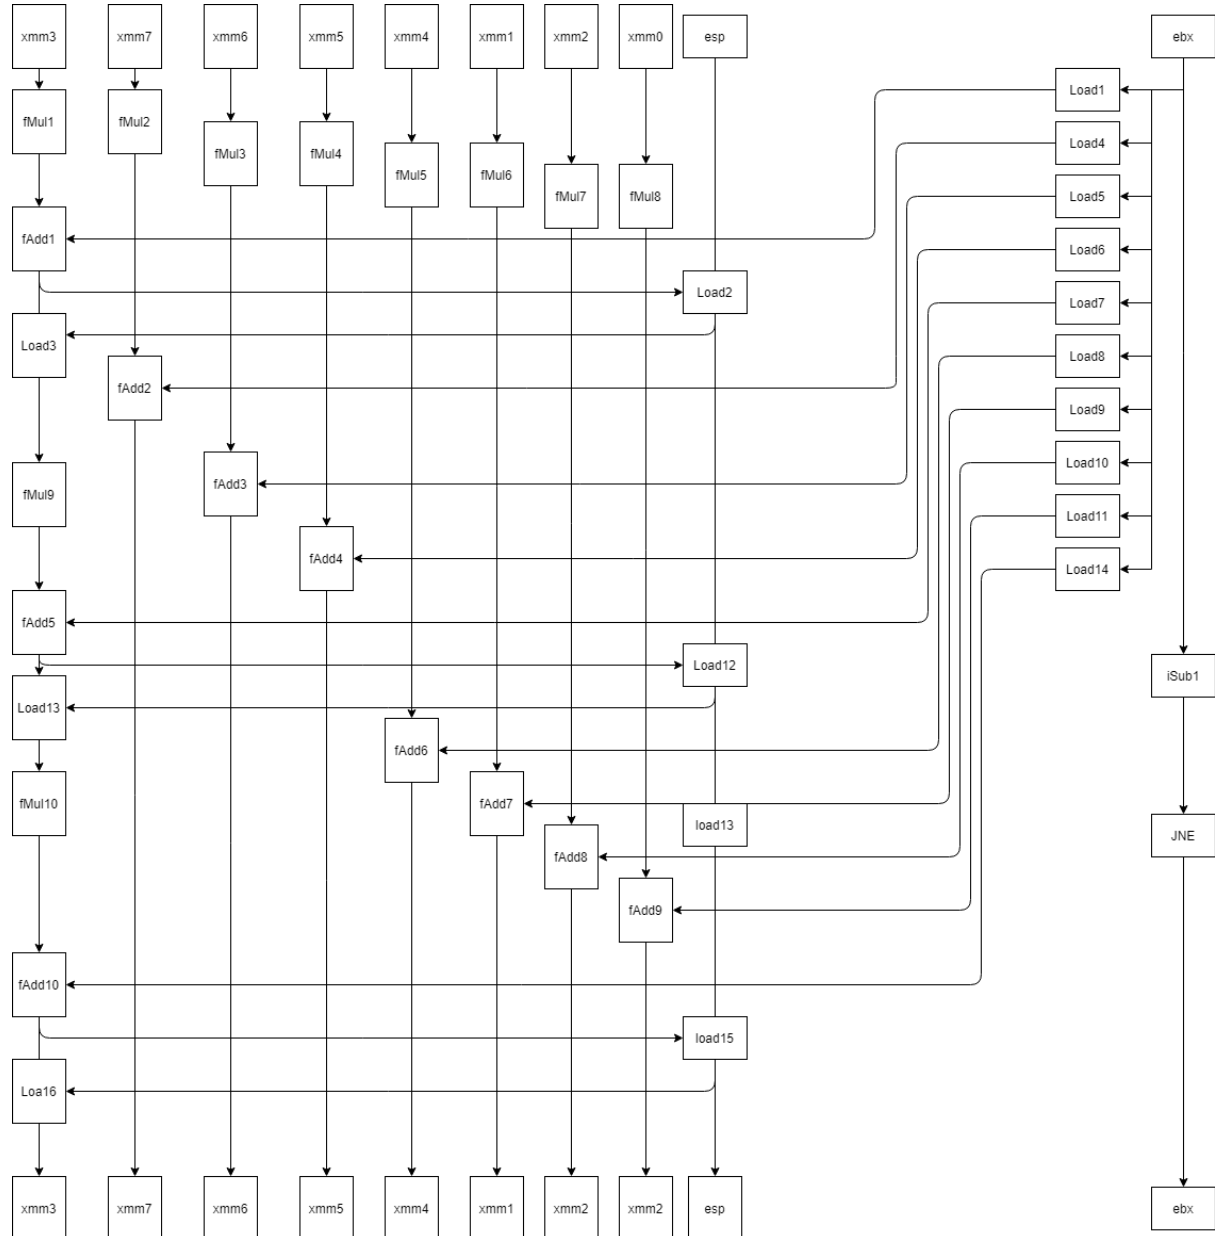 xmm3
xmm7
xmm6
xmm5
xmm4
xmm1
xmm2
xmm0
esp
ebx
Load1
fMul1
fMul2
Load4
fMul3
fMul4
fMul5
fMul6
Load5
fMul7
fMul8
fAdd1
Load6
Load2
Load7
Load3
Load8
fAdd2
Load9
Load10
fAdd3
fMul9
Load11
fAdd4
Load14
fAdd5
Load12
iSub1
Load13
fAdd6
fMul10
fAdd7
load13
JNE
fAdd8
fAdd9
fAdd10
load15
Loa16
xmm3
xmm7
xmm6
xmm5
xmm4
xmm1
xmm2
xmm2
esp
ebx